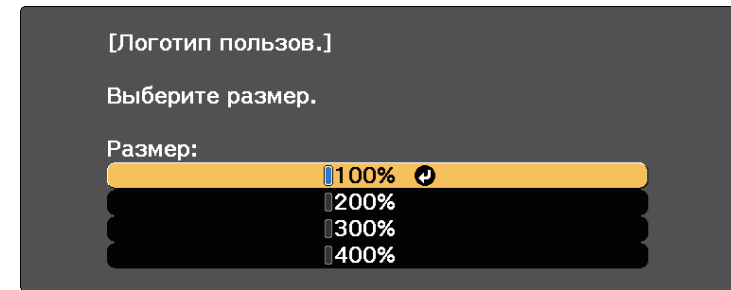 [Логотип пользов.]
Выберите размер.
Размер:
100%
200%
300%
400%